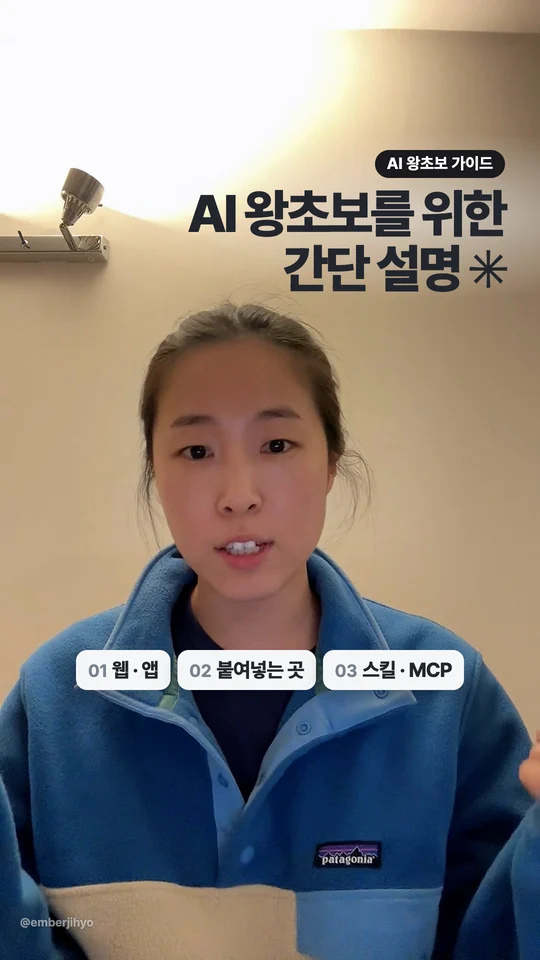 AI 왕초보 가이드
AI 왕초보를 위한
간단 설명
01 웹·앱
02 붙여넣는 곳
03 스킬·MCP
patagonia
@emberjihyo